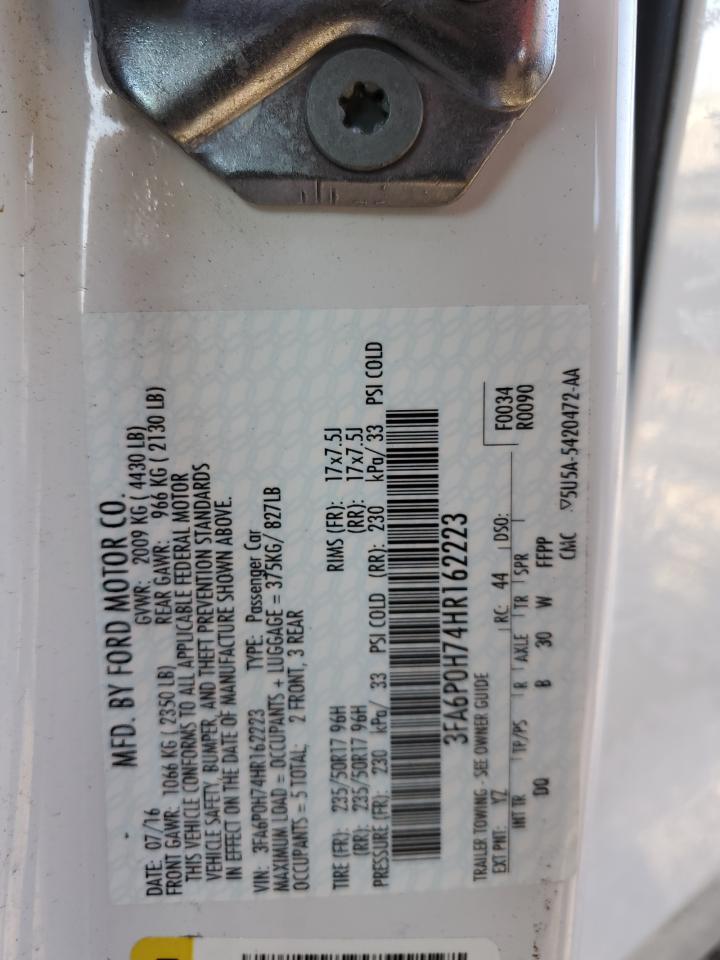 MFD. BY FORD MOTOR CO.
DATE: 07/16 GVWR: 2009 KG ( 4430 LB)
FRONT GAWR: 1066 KG ( 2350 LB) REAR GAWR: 966 KG ( 2130 LB)
THIS VEHICLE CONFORMS TO ALL APPLICABLE FEDERAL MOTOR
VEHICLE SAFETY, BUMPER, AND THEFT PREVENTION STANDARDS
IN EFFECT ON THE DATE OF MANUFACTURE SHOWN ABOVE.
VIN: 3FA6P0H74HR162223 TYPE: Passenger Car
MAXIMUM LOAD = OCCUPANTS + LUGGAGE = 375KG/ 827LB
OCCUPANTS = 5 TOTAL; 2 FRONT, 3 REAR
TIRE (FR): 235/50R17 96H RIMS (FR): 17x7.5J
(RR): 235/50R17 96H (RR): 17x7.5J
PRESSURE (FR): 230 kPa/ 33 PSI COLD (RR): 230 kPa/ 33 PSI COLD
3FA6P0H74HR162223
TRAILER TOWING - SEE OWNER GUIDE F0034
EXT PNT: YZ RC: 44 DSO: R0090
INT TR TP/PS R AXLE TR SPR
DQ B 30 W FFPP
CMC 5U5A-5420472-AA